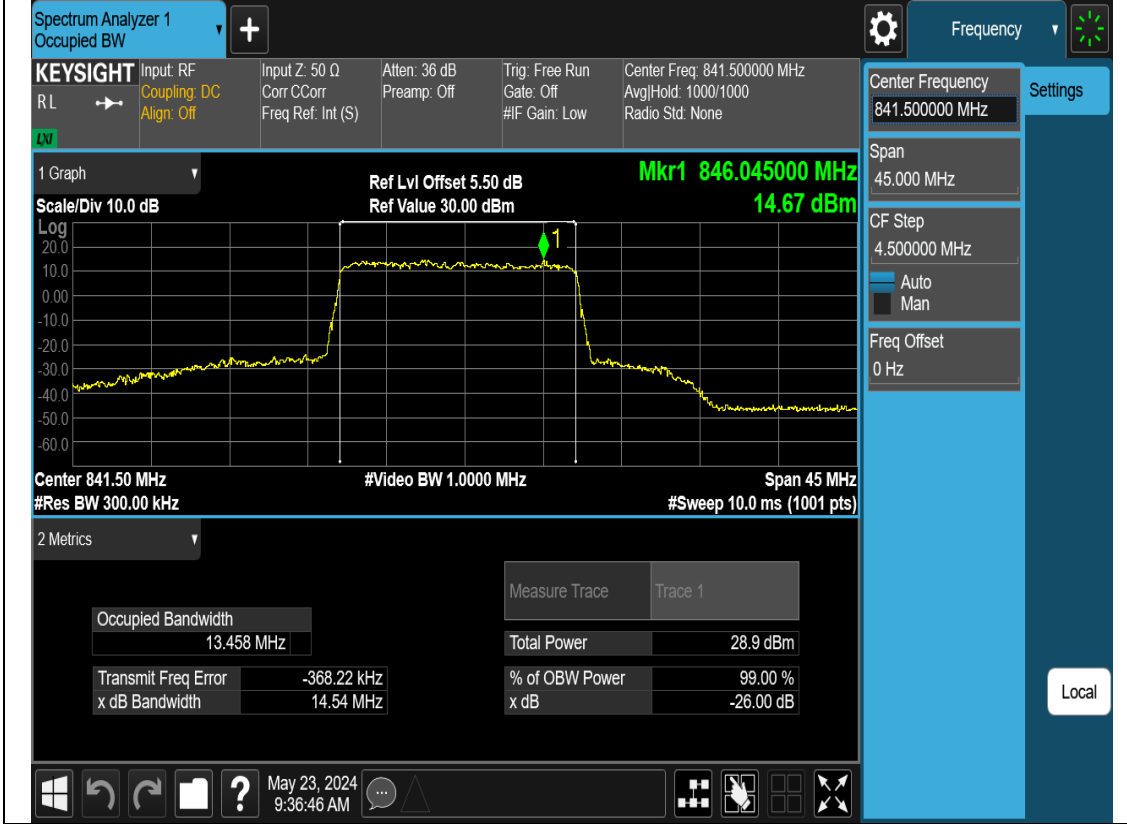 Spectrum Analyzer 1
Occupied BW
Frequency
KEYSIGHT
RL
LXI
Input: RF
Coupling: DC
Align: Off
Input Z: 50 Ω
Corr CCorr
Freq Ref: Int (S)
Atten: 36 dB
Preamp: Off
Trig: Free Run
Gate: Off
#IF Gain: Low
Center Freq: 841.500000 MHz
Avg|Hold: 1000/1000
Radio Std: None
Center Frequency
841.500000 MHz
Settings
Span
45.000 MHz
CF Step
4.500000 MHz
Auto
Man
Freq Offset
0 Hz
Local
1 Graph
Scale/Div 10.0 dB
Ref Lvl Offset 5.50 dB
Ref Value 30.00 dBm
Mkr1 846.045000 MHz
14.67 dBm
Log
20.0
10.0
0.00
-10.0
-20.0
-30.0
-40.0
-50.0
-60.0
1
Center 841.50 MHz
#Video BW 1.0000 MHz
Span 45 MHz
#Res BW 300.00 kHz
#Sweep 10.0 ms (1001 pts)
2 Metrics
Measure Trace
Trace 1
Occupied Bandwidth
13.458 MHz
Total Power
28.9 dBm
Transmit Freq Error
-368.22 kHz
% of OBW Power
99.00 %
x dB Bandwidth
14.54 MHz
x dB
-26.00 dB
?
May 23, 2024
9:36:46 AM